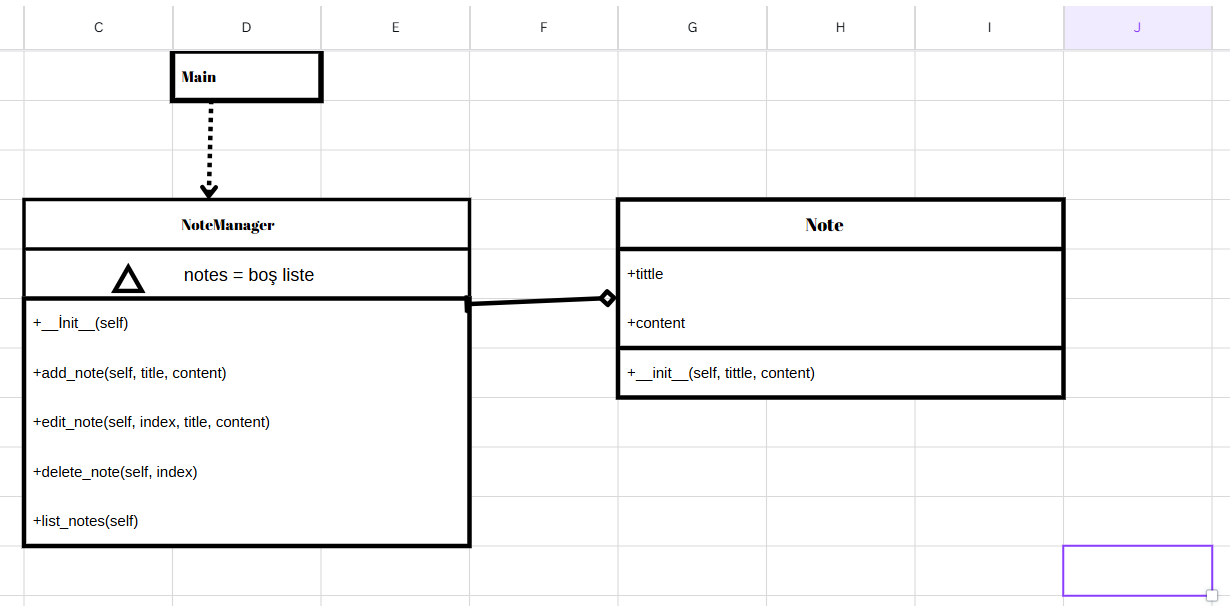 C D E F G H I J
Main
NoteManager
Note
notes = boş liste
+tittle
+__İnit__(self)
+content
+add_note(self, title, content)
+__init__(self, tittle, content)
+edit_note(self, index, title, content)
+delete_note(self, index)
+list_notes(self)